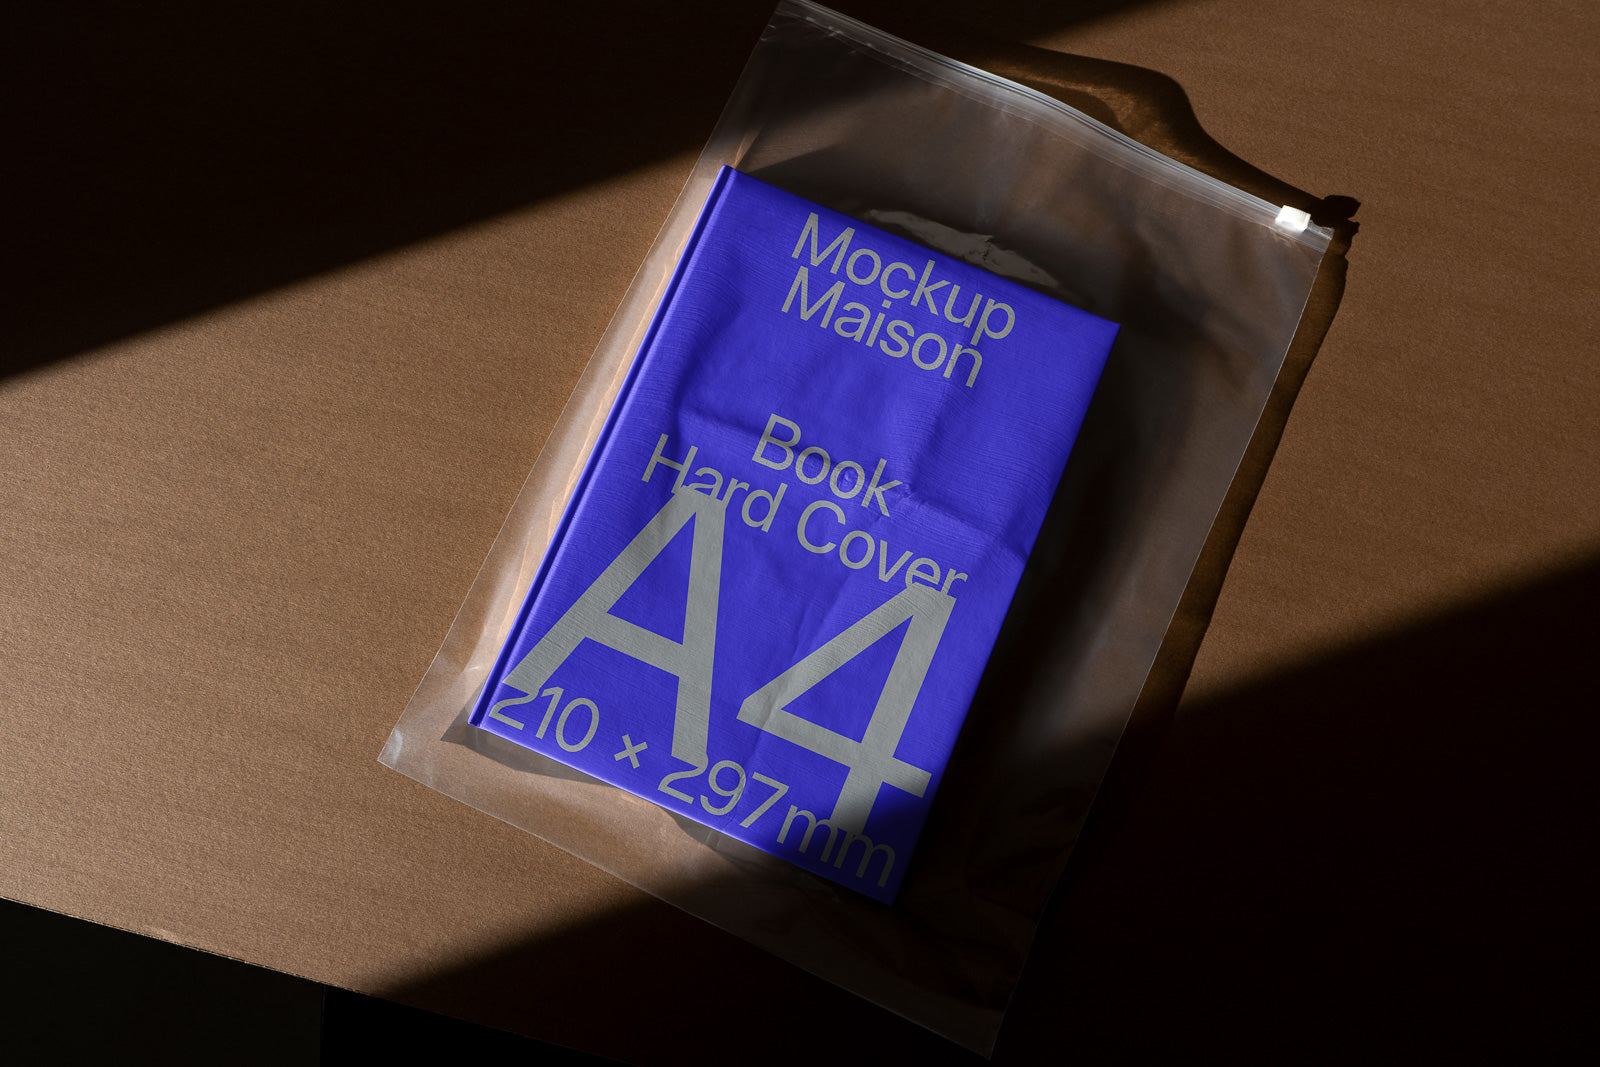 Mockup
Maison
Book
Hard Cover
A4
210 × 297mm